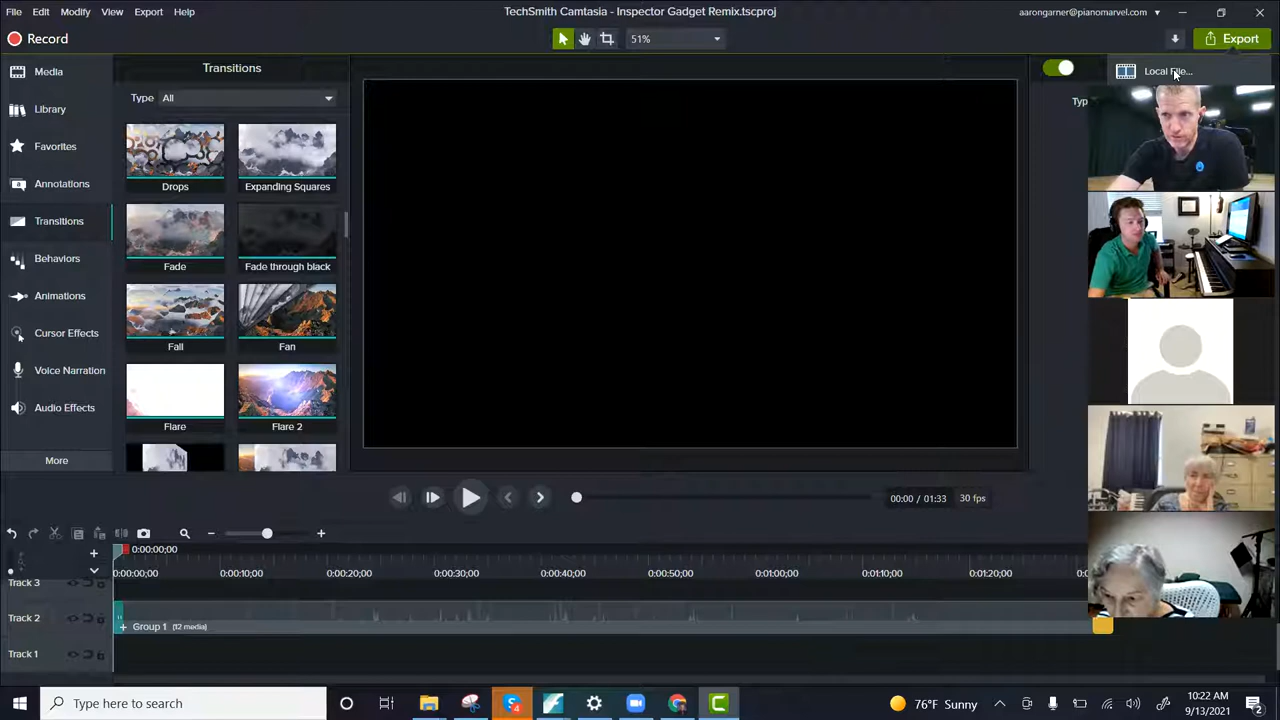 File Edit Modify View Export Help
TechSmith Camtasia - Inspector Gadget Remix.tscproj
aarongarner@pianomarvel.com
Record
51%
Export
Media
Library
Favorites
Annotations
Transitions
Behaviors
Animations
Cursor Effects
Voice Narration
Audio Effects
More
Transitions
Type All
Drops
Expanding Squares
Fade
Fade through black
Fall
Fan
Flare
Flare 2
Local File...
00:00 / 01:33
30 fps
0:00:00;00
0:00:00;00 0:00:10;00 0:00:20;00 0:00:30;00 0:00:40;00 0:00:50;00 0:01:00;00 0:01:10;00 0:01:20;00
Track 3
Track 2
Group 1 (12 media)
Track 1
Type here to search
4
76°F Sunny
10:22 AM
9/13/2021
2